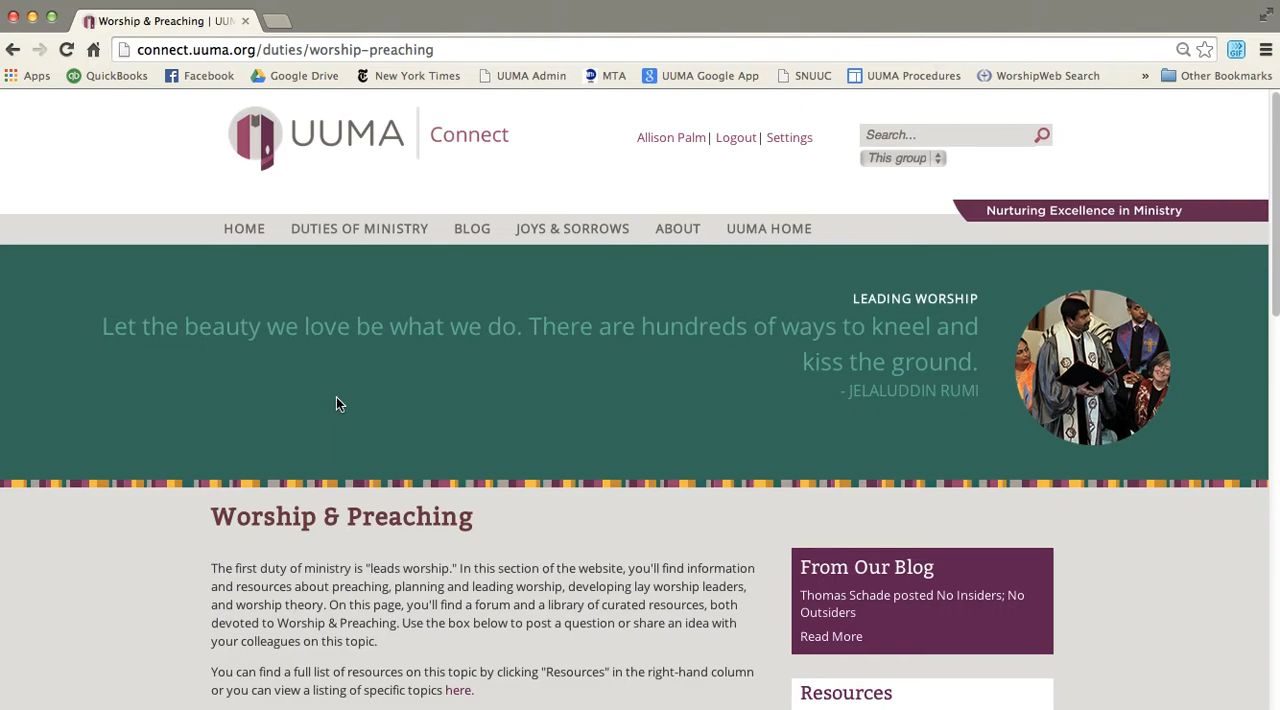 Worship & Preaching | UU
connect.uuma.org/duties/worship-preaching
Apps QuickBooks Facebook Google Drive New York Times UUMA Admin MTA UUMA Google App SNUUC UUMA Procedures WorshipWeb Search » Other Bookmarks
UUMA Connect
Allison Palm| Logout| Settings
Search...
This group
Nurturing Excellence in Ministry
HOME DUTIES OF MINISTRY BLOG JOYS & SORROWS ABOUT UUMA HOME
LEADING WORSHIP
Let the beauty we love be what we do. There are hundreds of ways to kneel and
kiss the ground.
- JELALUDDIN RUMI
Worship & Preaching
The first duty of ministry is "leads worship." In this section of the website, you'll find information
and resources about preaching, planning and leading worship, developing lay worship leaders,
and worship theory. On this page, you'll find a forum and a library of curated resources, both
devoted to Worship & Preaching. Use the box below to post a question or share an idea with
your colleagues on this topic.
You can find a full list of resources on this topic by clicking "Resources" in the right-hand column
or you can view a listing of specific topics here.
From Our Blog
Thomas Schade posted No Insiders; No
Outsiders
Read More
Resources